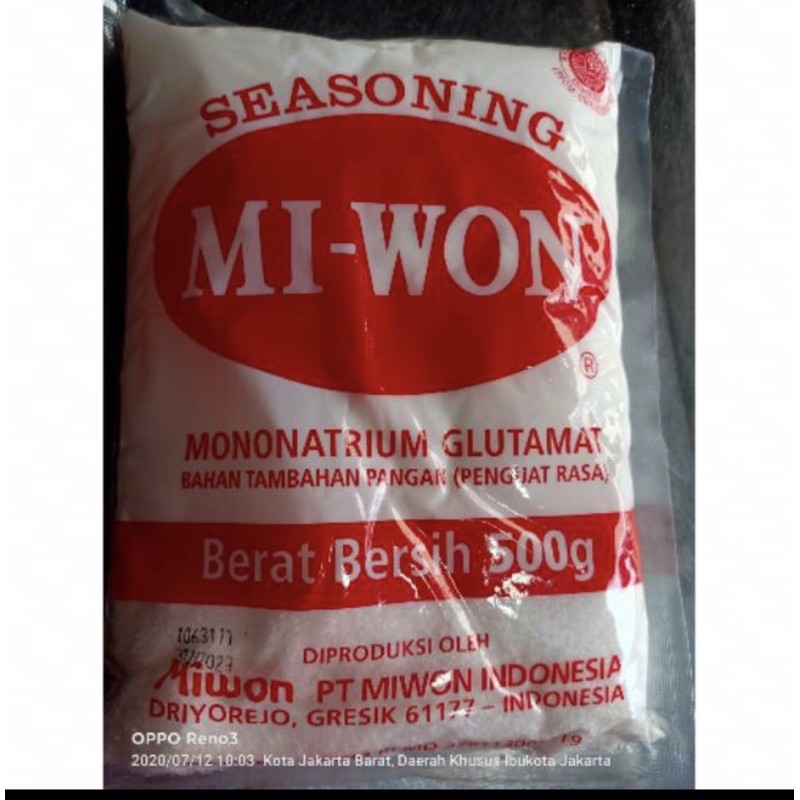 SEASONING
MI-WON
®
MONONATRIUM GLUTAMAT
BAHAN TAMBAHAN PANGAN (PENGUAT RASA)
Berat Bersih 500g
DIPRODUKSI OLEH
Miwon PT MIWON INDONESIA
DRIYOREJO, GRESIK 61177 - INDONESIA
OPPO Reno3
2020/07/12 10:03 Kota Jakarta Barat, Daerah Khusus Ibukota Jakarta